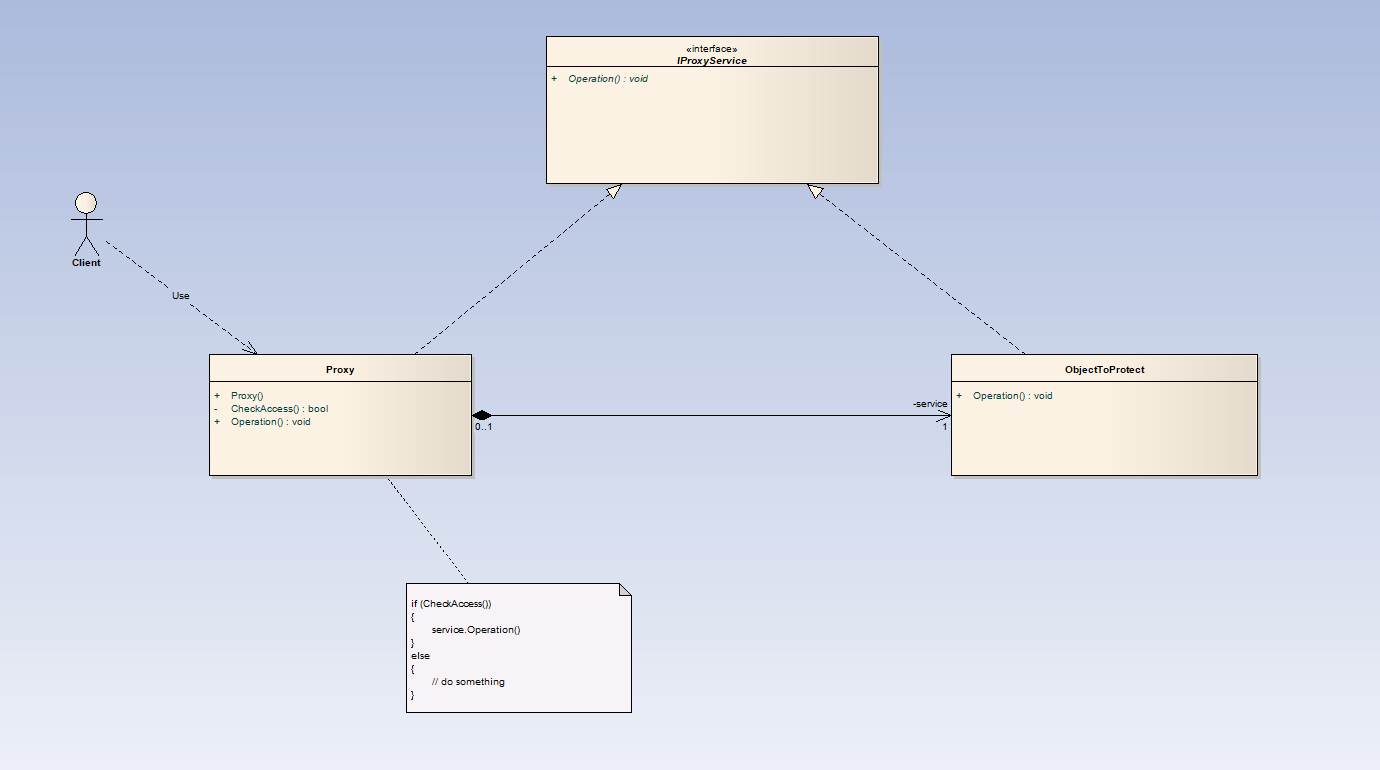 «interface»
IProxyService
+ Operation() : void
Client
Use
Proxy
+ Proxy()
- CheckAccess() : bool
+ Operation() : void
0..1
-service
1
ObjectToProtect
+ Operation() : void
if (CheckAccess())
{
service.Operation()
}
else
{
// do something
}